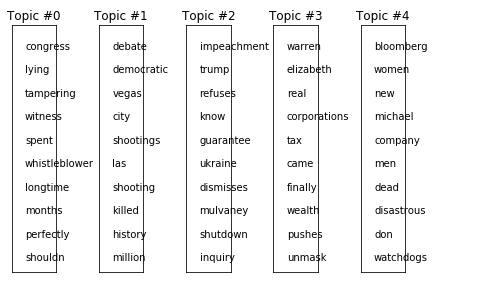 Topic #0 Topic #1 Topic #2 Topic #3 Topic #4
congress debate impeachment warren bloomberg
lying democratic trump elizabeth women
tampering vegas refuses real new
witness city know corporations michael
spent shootings guarantee tax company
whistleblower las ukraine came men
longtime shooting dismisses finally dead
months killed mulvaney wealth disastrous
perfectly history shutdown pushes don
shouldn million inquiry unmask watchdogs